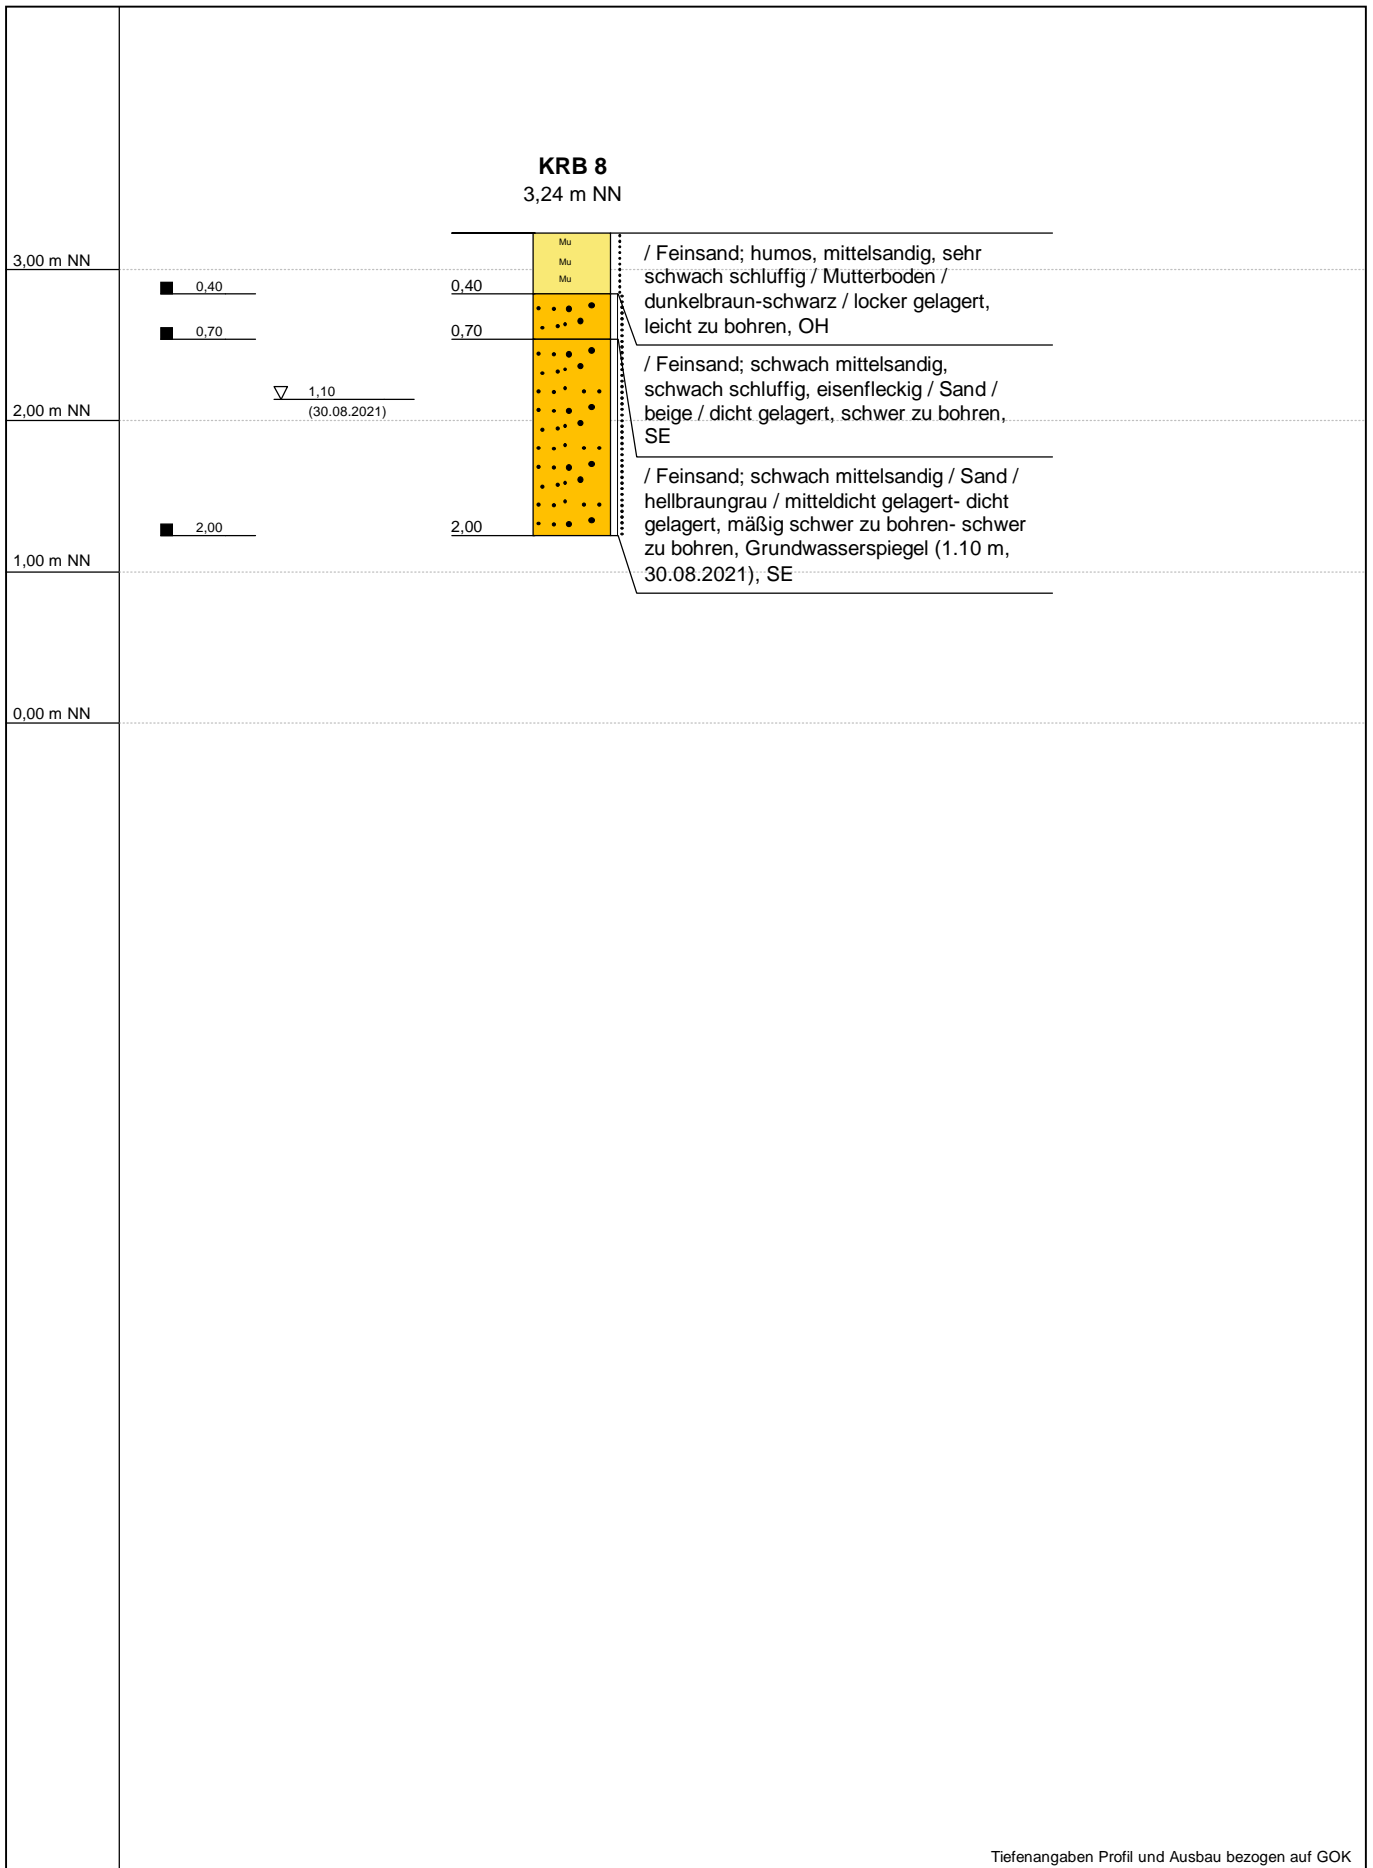 KRB 8
3,24 m NN
3,00 m NN
2,00 m NN
1,00 m NN
0,00 m NN
0,40
0,70
2,00
1,10
(30.08.2021)
0,40
0,70
2,00
Mu
Mu
Mu
/ Feinsand; humos, mittelsandig, sehr
schwach schluffig / Mutterboden /
dunkelbraun-schwarz / locker gelagert,
leicht zu bohren, OH
/ Feinsand; schwach mittelsandig,
schwach schluffig, eisenfleckig / Sand /
beige / dicht gelagert, schwer zu bohren,
SE
/ Feinsand; schwach mittelsandig / Sand /
hellbraungrau / mitteldicht gelagert- dicht
gelagert, mäßig schwer zu bohren- schwer
zu bohren, Grundwasserspiegel (1.10 m,
30.08.2021), SE
Tiefenangaben Profil und Ausbau bezogen auf GOK